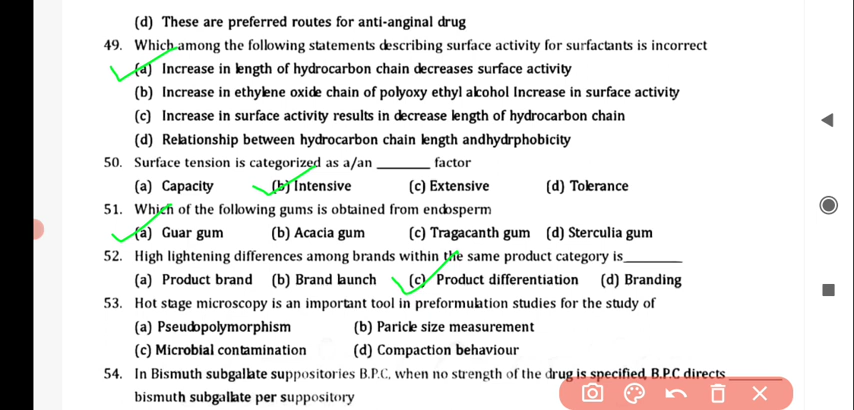 (d) These are preferred routes for anti-anginal drug
49. Which among the following statements describing surface activity for surfactants is incorrect
(a) Increase in length of hydrocarbon chain decreases surface activity
(b) Increase in ethylene oxide chain of polyoxy ethyl alcohol Increase in surface activity
(c) Increase in surface activity results in decrease length of hydrocarbon chain
(d) Relationship between hydrocarbon chain length andhydrphobicity
50. Surface tension is categorized as a/an _______ factor
(a) Capacity (b) Intensive (c) Extensive (d) Tolerance
51. Which of the following gums is obtained from endosperm
(a) Guar gum (b) Acacia gum (c) Tragacanth gum (d) Sterculia gum
52. High lightening differences among brands within the same product category is________
(a) Product brand (b) Brand launch (c) Product differentiation (d) Branding
53. Hot stage microscopy is an important tool in preformulation studies for the study of
(a) Pseudopolymorphism (b) Paricle size measurement
(c) Microbial contamination (d) Compaction behaviour
54. In Bismuth subgallate suppositories B.P.C, when no strength of the drug is specified, B.P.C directs _______
bismuth subgallate per suppository